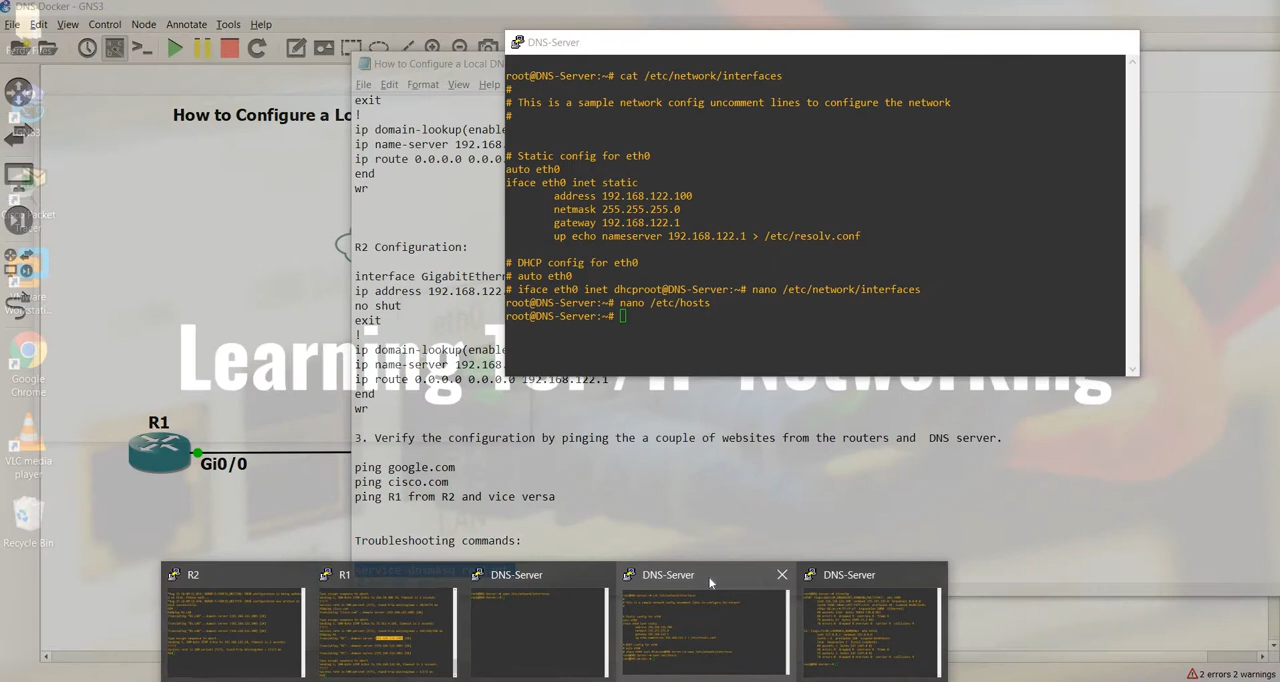 DNS Docker - GNS3
File Edit View Control Node Annotate Tools Help
How to Configure a Lo
R1
Gi0/0
Google
Chrome
VLC media
player
Recycle Bin
How to Configure a Local DN
File Edit Format View Help
exit
!
ip domain-lookup(enable
ip name-server 192.168.
ip route 0.0.0.0 0.0.0.
end
wr
R2 Configuration:
interface GigabitEthern
ip address 192.168.122
no shut
exit
!
ip domain-lookup(enable
ip name-server 192.168.
ip route 0.0.0.0 0.0.0.0 192.168.122.1
end
wr
3. Verify the configuration by pinging the a couple of websites from the routers and DNS server.
ping google.com
ping cisco.com
ping R1 from R2 and vice versa
Troubleshooting commands:
DNS-Server
root@DNS-Server:~# cat /etc/network/interfaces
#
# This is a sample network config uncomment lines to configure the network
#
# Static config for eth0
auto eth0
iface eth0 inet static
address 192.168.122.100
netmask 255.255.255.0
gateway 192.168.122.1
up echo nameserver 192.168.122.1 > /etc/resolv.conf
# DHCP config for eth0
# auto eth0
# iface eth0 inet dhcproot@DNS-Server:~# nano /etc/network/interfaces
root@DNS-Server:~# nano /etc/hosts
root@DNS-Server:~#
Learning TCP/IP Networking
R2
R1
DNS-Server
DNS-Server
DNS-Server
2 errors 2 warnings